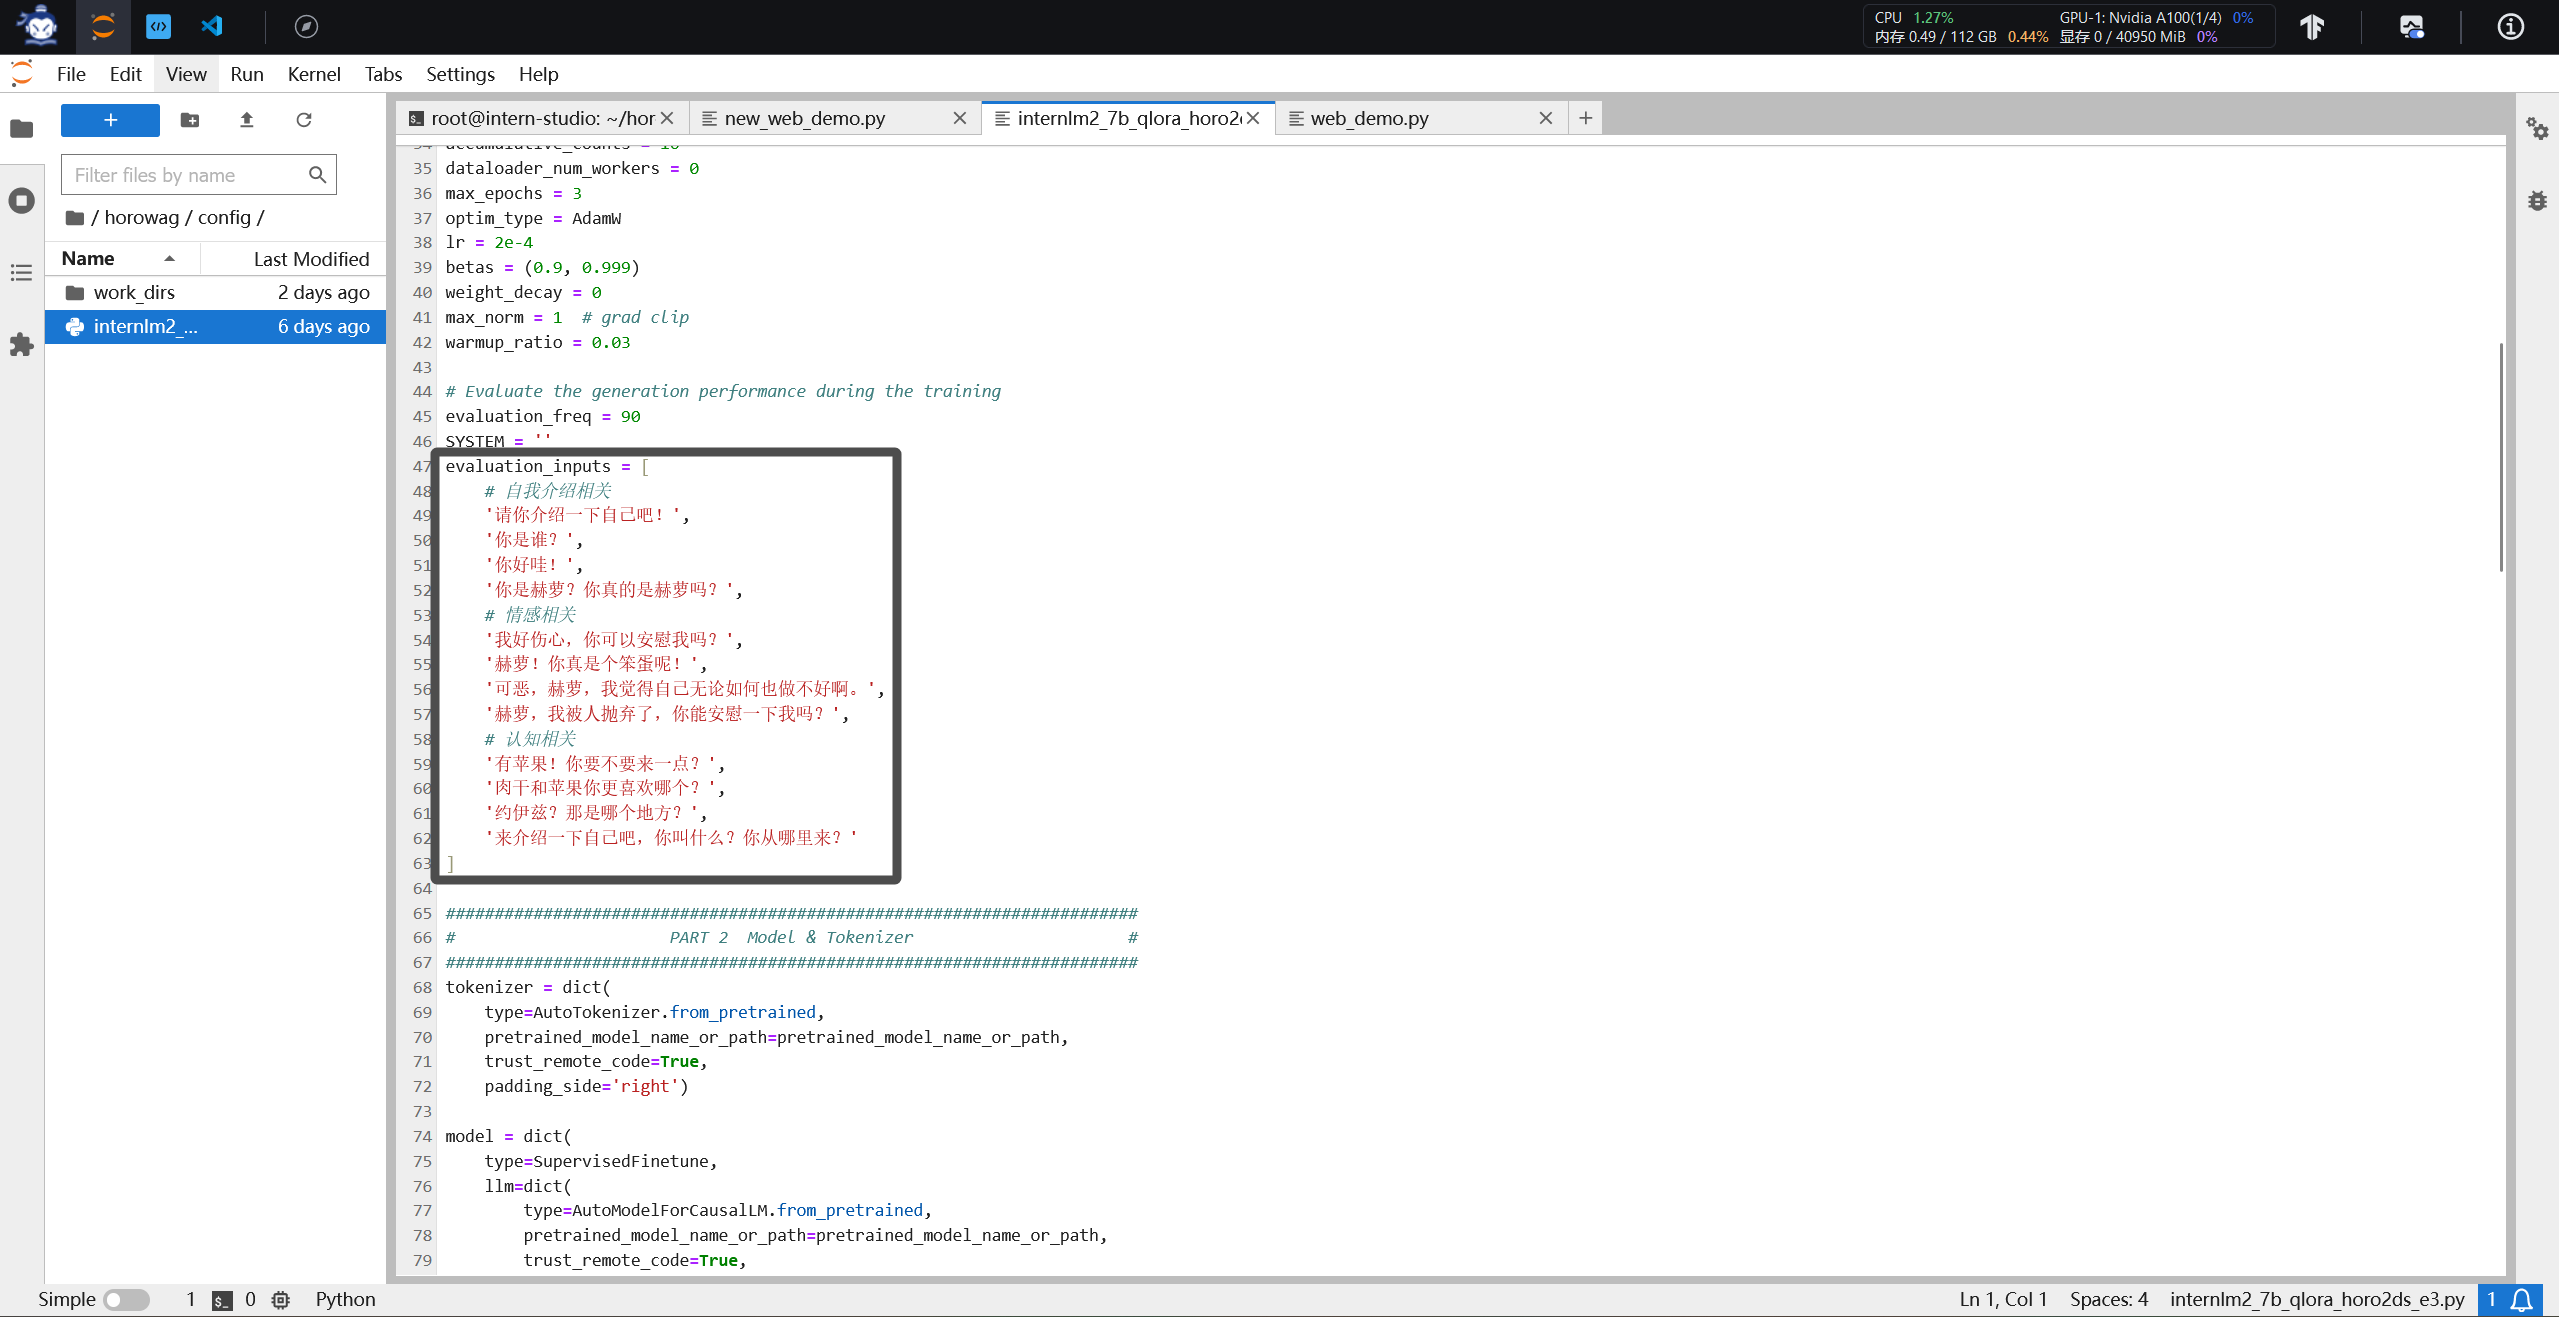 CPU 1.27% GPU-1: Nvidia A100(1/4) 0%
内存 0.49 / 112 GB 0.44% 显存 0 / 40950 MiB 0%
File Edit View Run Kernel Tabs Settings Help
+
root@intern-studio: ~/hor
new_web_demo.py
internlm2_7b_qlora_horo2
web_demo.py
Filter files by name
/ horowag / config /
Name Last Modified
work_dirs 2 days ago
internlm2_... 6 days ago
34 accumulative_counts = 16
35 dataloader_num_workers = 0
36 max_epochs = 3
37 optim_type = AdamW
38 lr = 2e-4
39 betas = (0.9, 0.999)
40 weight_decay = 0
41 max_norm = 1  # grad clip
42 warmup_ratio = 0.03
43
44 # Evaluate the generation performance during the training
45 evaluation_freq = 90
46 SYSTEM = ''
47 evaluation_inputs = [
48     # 自我介绍相关
49     '请你介绍一下自己吧！',
50     '你是谁？',
51     '你好哇！',
52     '你是赫萝？你真的是赫萝吗？',
53     # 情感相关
54     '我好伤心，你可以安慰我吗？',
55     '赫萝！你真是个笨蛋呢！',
56     '可恶，赫萝，我觉得自己无论如何也做不好啊。',
57     '赫萝，我被人抛弃了，你能安慰一下我吗？',
58     # 认知相关
59     '有苹果！你要不要来一点？',
60     '肉干和苹果你更喜欢哪个？',
61     '约伊兹？那是哪个地方？',
62     '来介绍一下自己吧，你叫什么？你从哪里来？'
63 ]
64
65 #######################################################################
66 #                      PART 2  Model & Tokenizer                      #
67 #######################################################################
68 tokenizer = dict(
69     type=AutoTokenizer.from_pretrained,
70     pretrained_model_name_or_path=pretrained_model_name_or_path,
71     trust_remote_code=True,
72     padding_side='right')
73
74 model = dict(
75     type=SupervisedFinetune,
76     llm=dict(
77         type=AutoModelForCausalLM.from_pretrained,
78         pretrained_model_name_or_path=pretrained_model_name_or_path,
79         trust_remote_code=True,
Simple 1 $_ 0 Python Ln 1, Col 1 Spaces: 4 internlm2_7b_qlora_horo2ds_e3.py 1